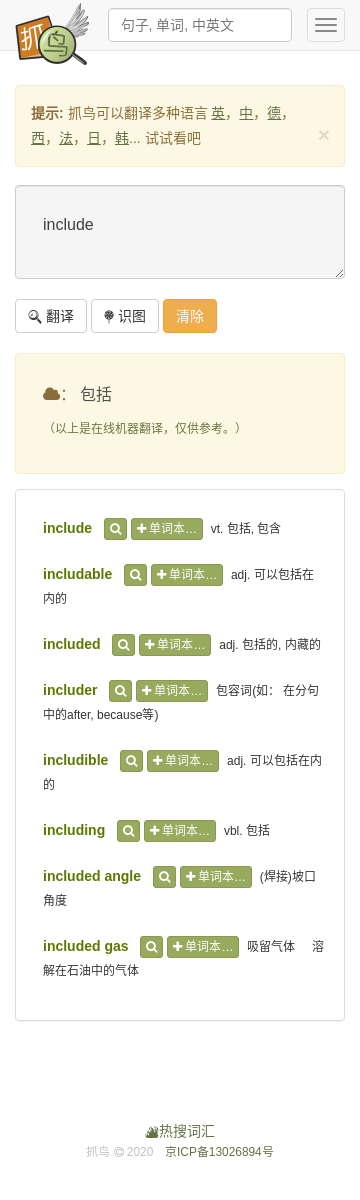 抓鸟
句子, 单词, 中英文
提示: 抓鸟可以翻译多种语言 英，中，德，
西，法，日，韩... 试试看吧
×
include
翻译 识图 清除
： 包括
（以上是在线机器翻译，仅供参考。）
include 单词本… vt. 包括, 包含
includable 单词本… adj. 可以包括在
内的
included 单词本… adj. 包括的, 内藏的
includer 单词本… 包容词(如： 在分句
中的after, because等)
includible 单词本… adj. 可以包括在内
的
including 单词本… vbl. 包括
included angle 单词本… (焊接)坡口
角度
included gas 单词本… 吸留气体 溶
解在石油中的气体
热搜词汇
抓鸟 © 2020 京ICP备13026894号